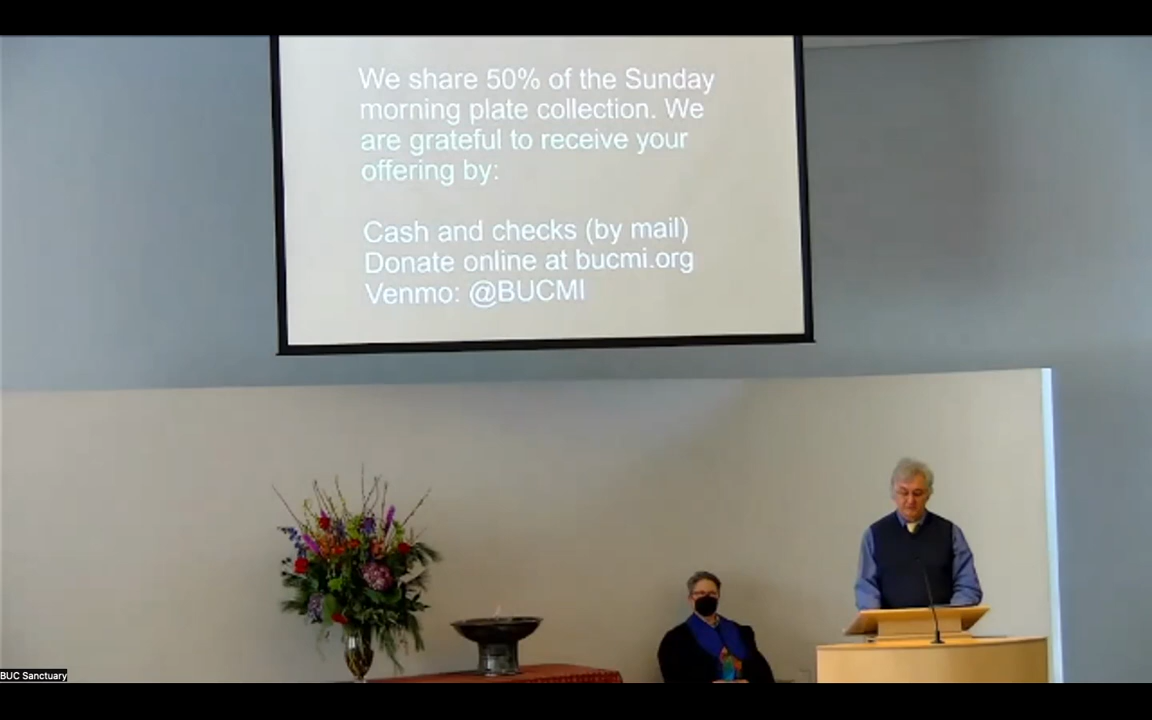 We share 50% of the Sunday
morning plate collection. We
are grateful to receive your
offering by:
Cash and checks (by mail)
Donate online at bucmi.org
Venmo: @BUCMI
BUC Sanctuary